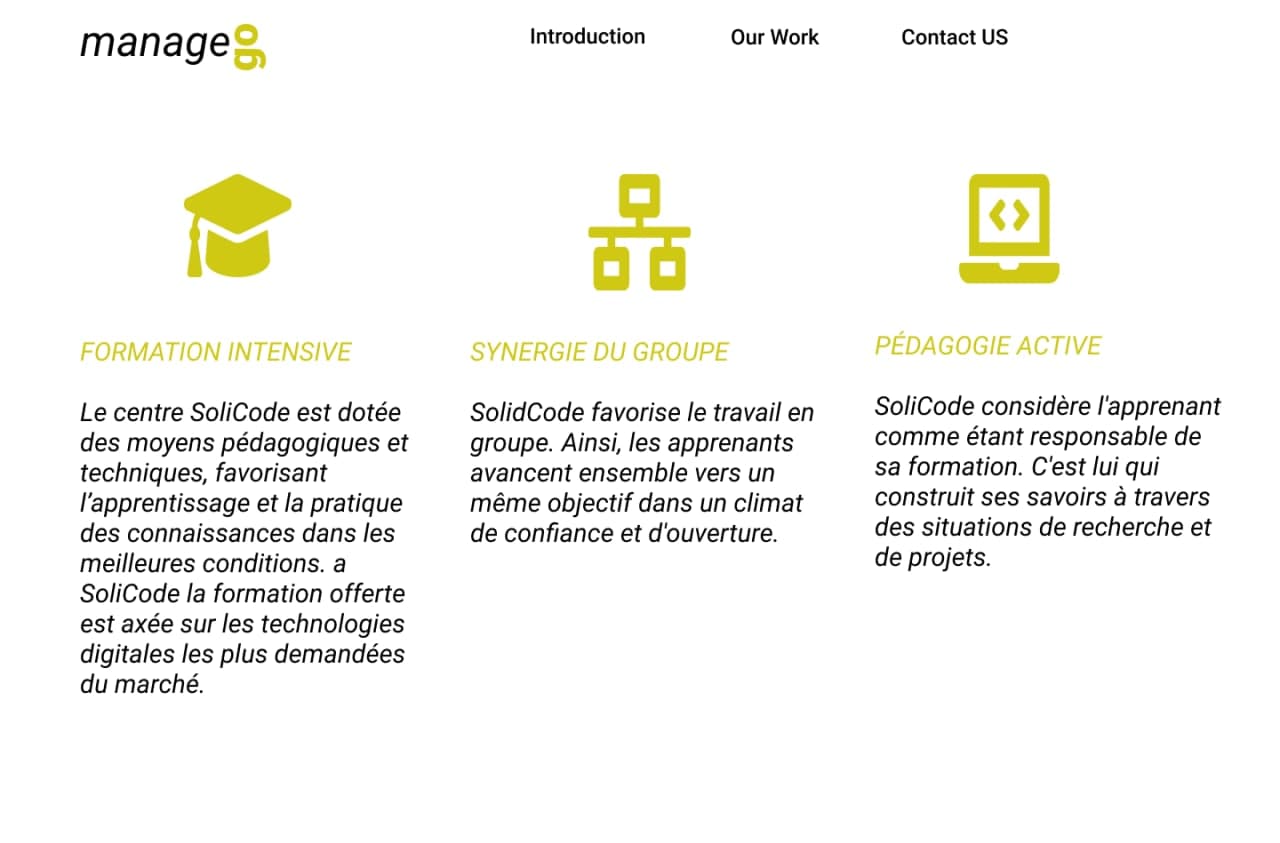 manage go
Introduction
Our Work
Contact US
FORMATION INTENSIVE
Le centre SoliCode est dotée
des moyens pédagogiques et
techniques, favorisant
l’apprentissage et la pratique
des connaissances dans les
meilleures conditions. a
SoliCode la formation offerte
est axée sur les technologies
digitales les plus demandées
du marché.
SYNERGIE DU GROUPE
SolidCode favorise le travail en
groupe. Ainsi, les apprenants
avancent ensemble vers un
même objectif dans un climat
de confiance et d'ouverture.
PÉDAGOGIE ACTIVE
SoliCode considère l'apprenant
comme étant responsable de
sa formation. C'est lui qui
construit ses savoirs à travers
des situations de recherche et
de projets.